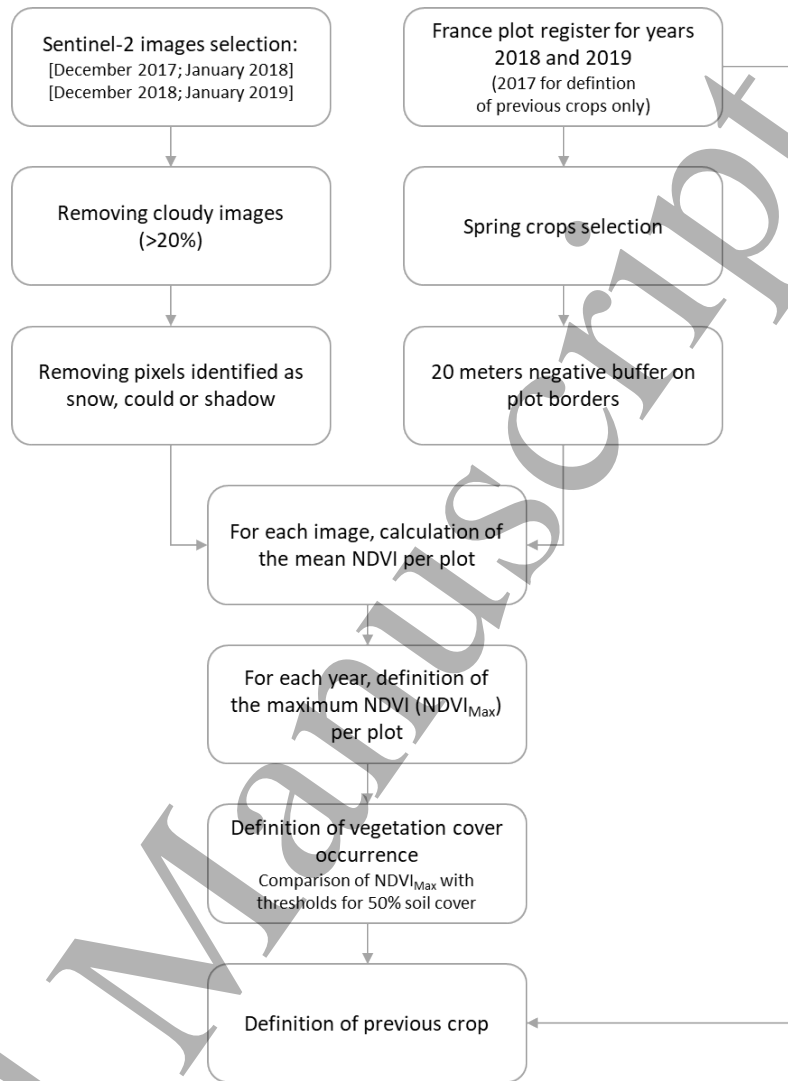 Sentinel-2 images selection:
[December 2017; January 2018]
[December 2018; January 2019]
Removing cloudy images
(>20%)
Removing pixels identified as
snow, could or shadow
France plot register for years
2018 and 2019
(2017 for defintion
of previous crops only)
Spring crops selection
20 meters negative buffer on
plot borders
For each image, calculation of
the mean NDVI per plot
For each year, definition of
the maximum NDVI (NDVIMax)
per plot
Definition of vegetation cover
occurrence
Comparison of NDVIMax with
thresholds for 50% soil cover
Definition of previous crop
Manuscript